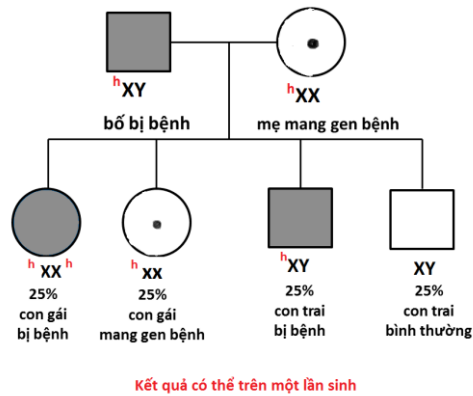 hXY
hXX
bố bị bệnh
mẹ mang gen bệnh
h XX h
h XX
hXY
XY
25%
con gái
bị bệnh
25%
con gái
mang gen bệnh
25%
con trai
bị bệnh
25%
con trai
bình thường
Kết quả có thể trên một lần sinh